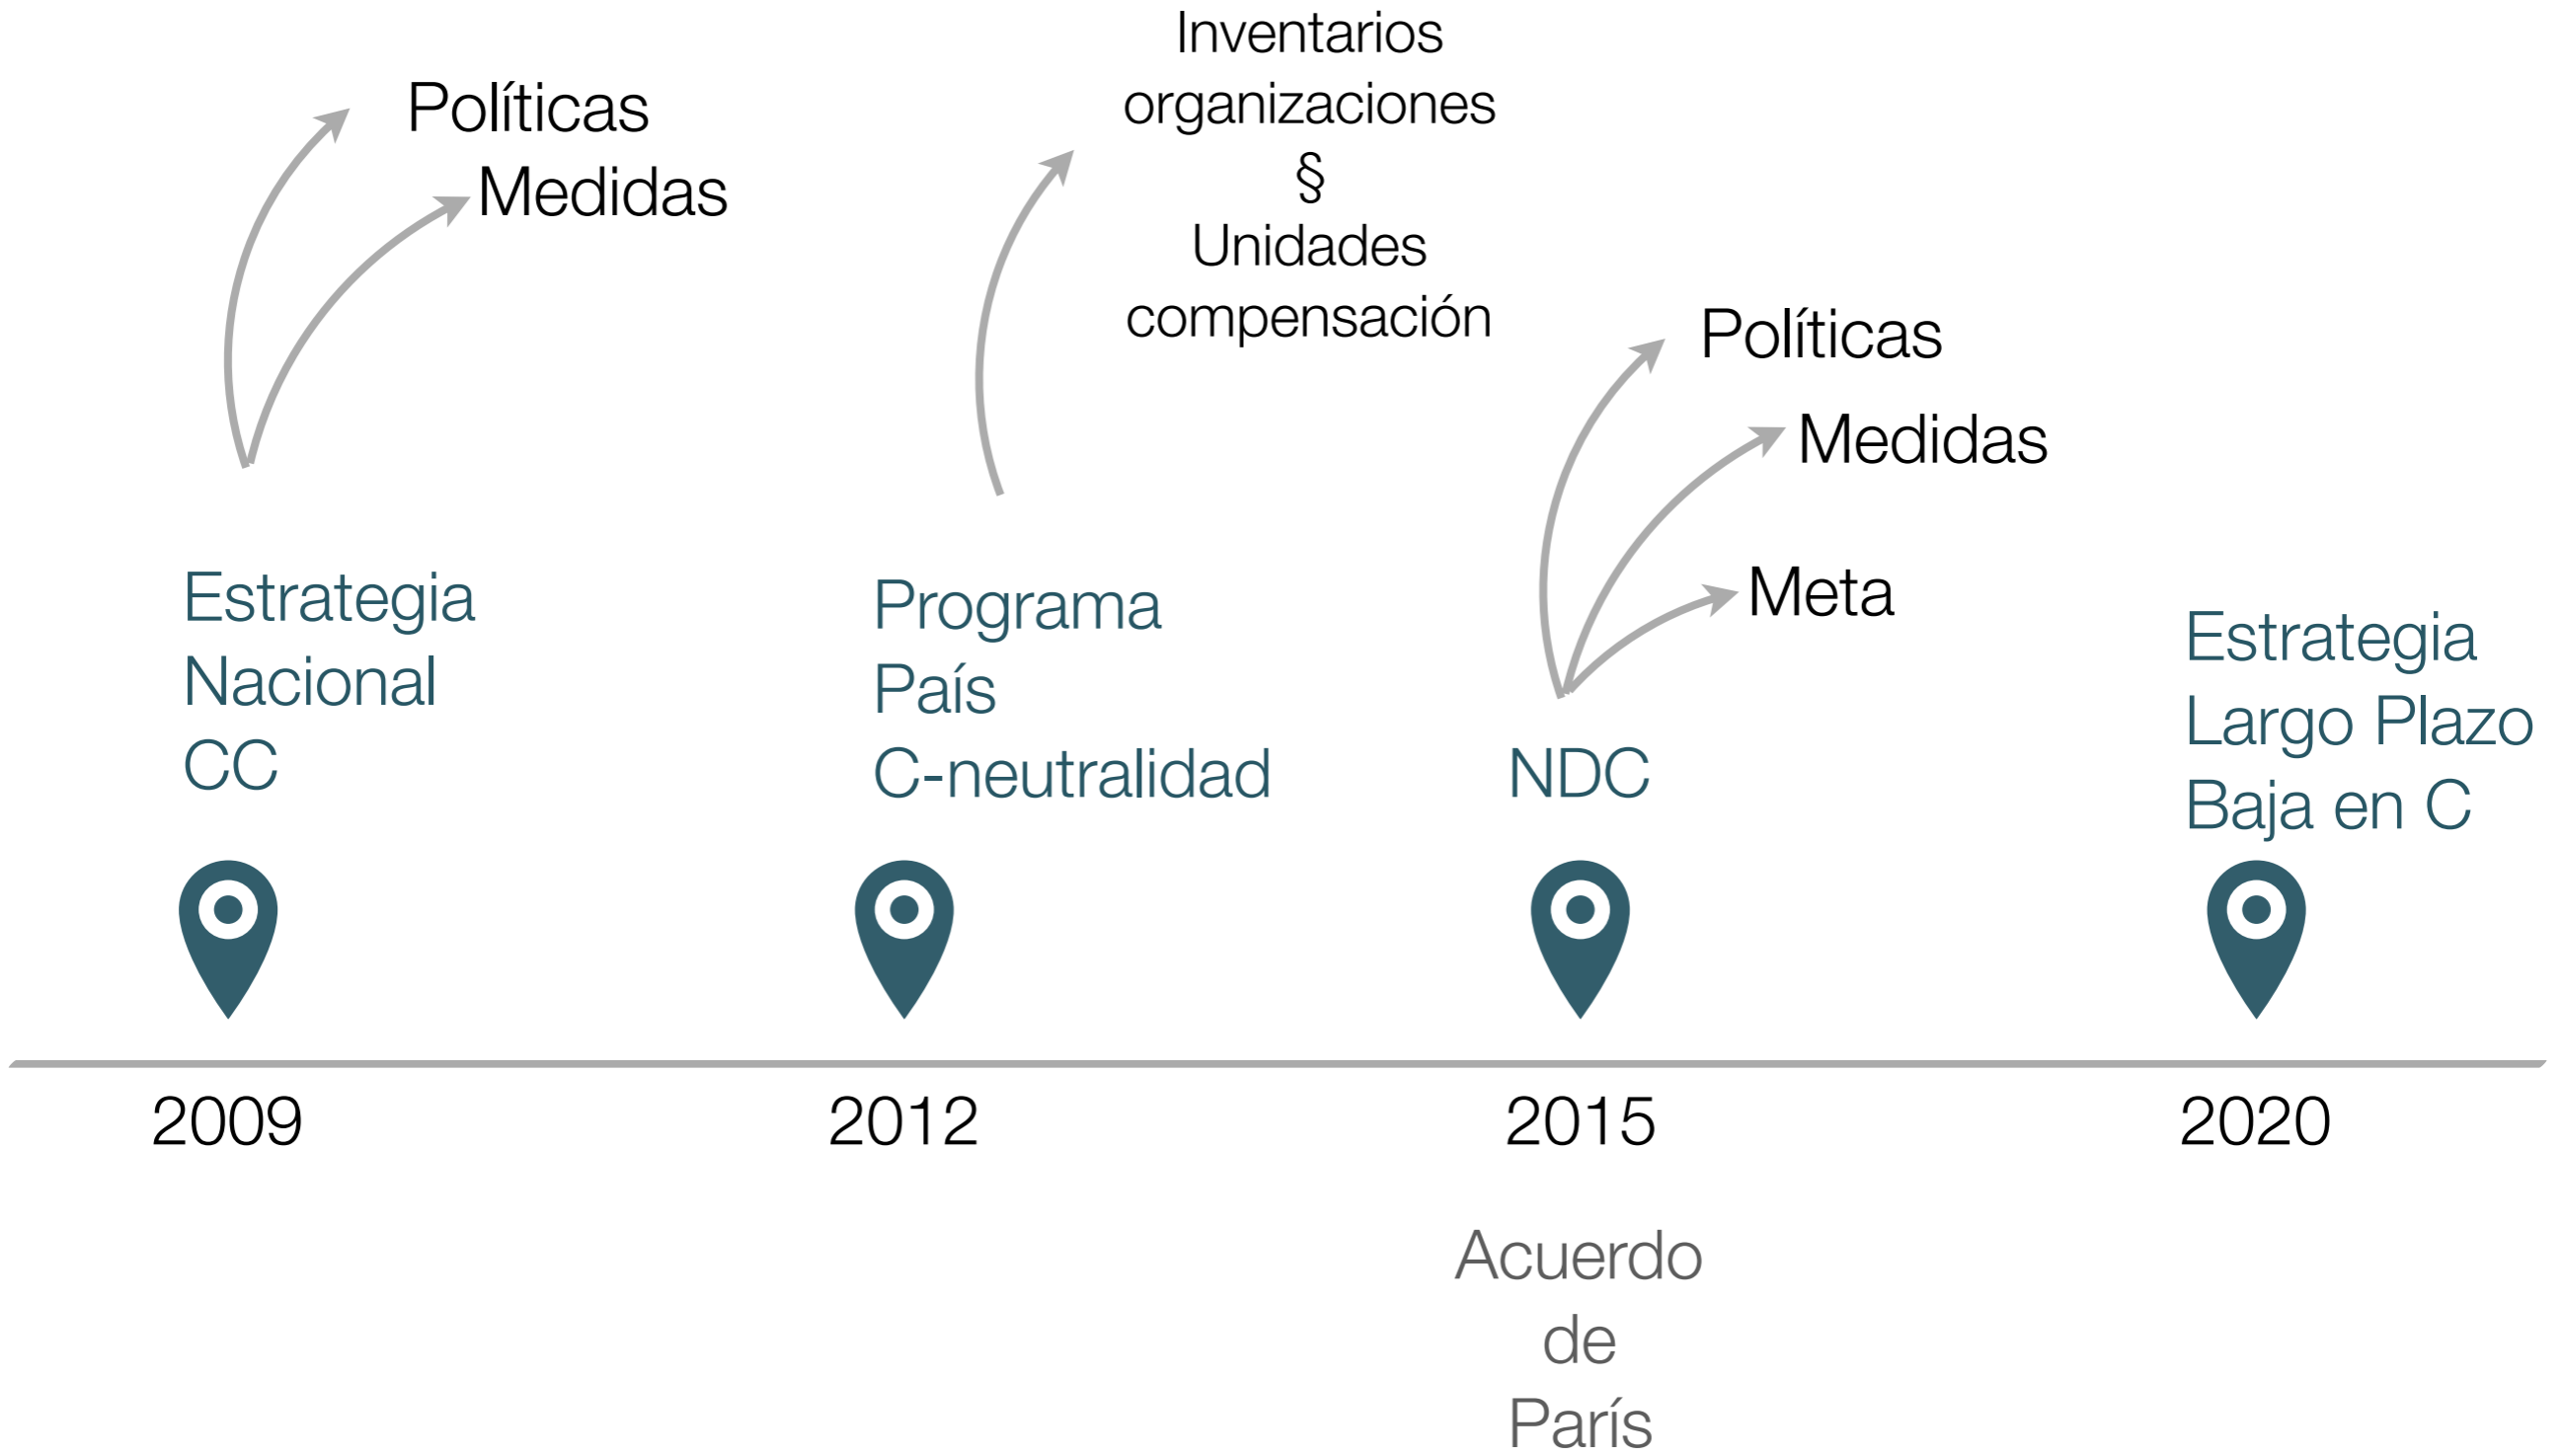 Políticas
Medidas
Inventarios
organizaciones
§
Unidades
compensación
Políticas
Medidas
Meta
Estrategia
Nacional
CC
Programa
País
C-neutralidad
NDC
Estrategia
Largo Plazo
Baja en C
2009
2012
2015
2020
Acuerdo
de
París